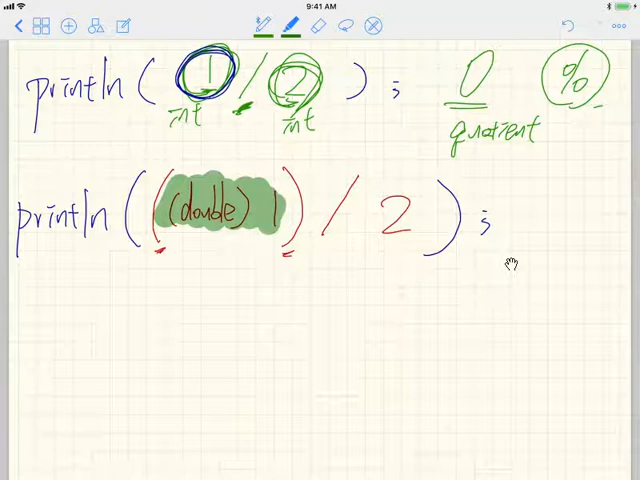 9:41 AM
println ( 1 / 2 ) ; 0 %
int int quotient
println ( ( (double) 1 ) / 2 ) ;